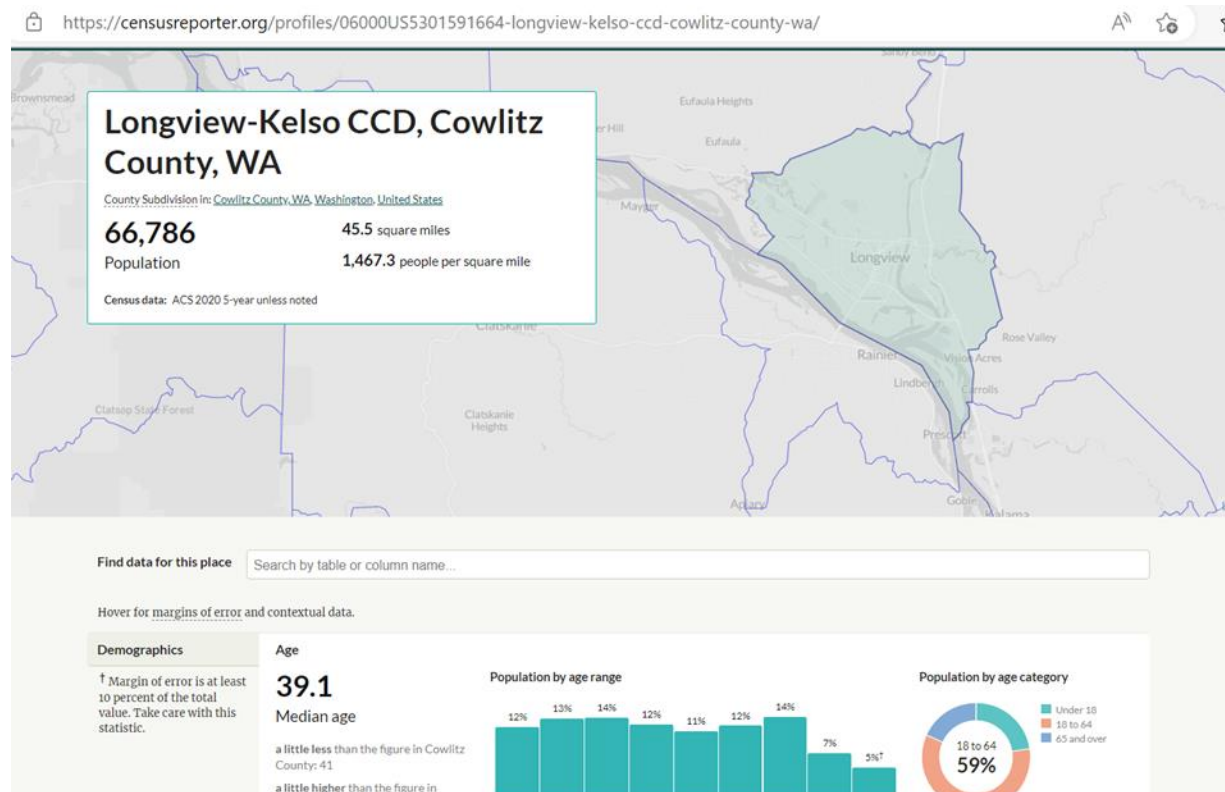 https://censusreporter.org/profiles/06000US5301591664-longview-kelso-ccd-cowlitz-county-wa/
Brownsmead
Eufaula Heights
er Hill
Eufaula
Longview-Kelso CCD, Cowlitz
County, WA
County Subdivision in: Cowlitz County, WA, Washington, United States
66,786
Population
45.5 square miles
1,467.3 people per square mile
Census data: ACS 2020 5-year unless noted
Mayger
Longview
Clatskanie
Rose Valley
Rainier
Vision Acres
Lindbergh
Carrolls
Clatsop State Forest
Clatskanie
Heights
Prescott
Apiary
Goble
Kalama
Find data for this place
Search by table or column name...
Hover for margins of error and contextual data.
Demographics
† Margin of error is at least
10 percent of the total
value. Take care with this
statistic.
Age
39.1
Median age
a little less than the figure in Cowlitz
County: 41
a little higher than the figure in
Population by age range
12%
13%
14%
12%
11%
12%
14%
7%
5%†
Population by age category
18 to 64
59%
Under 18
18 to 64
65 and over